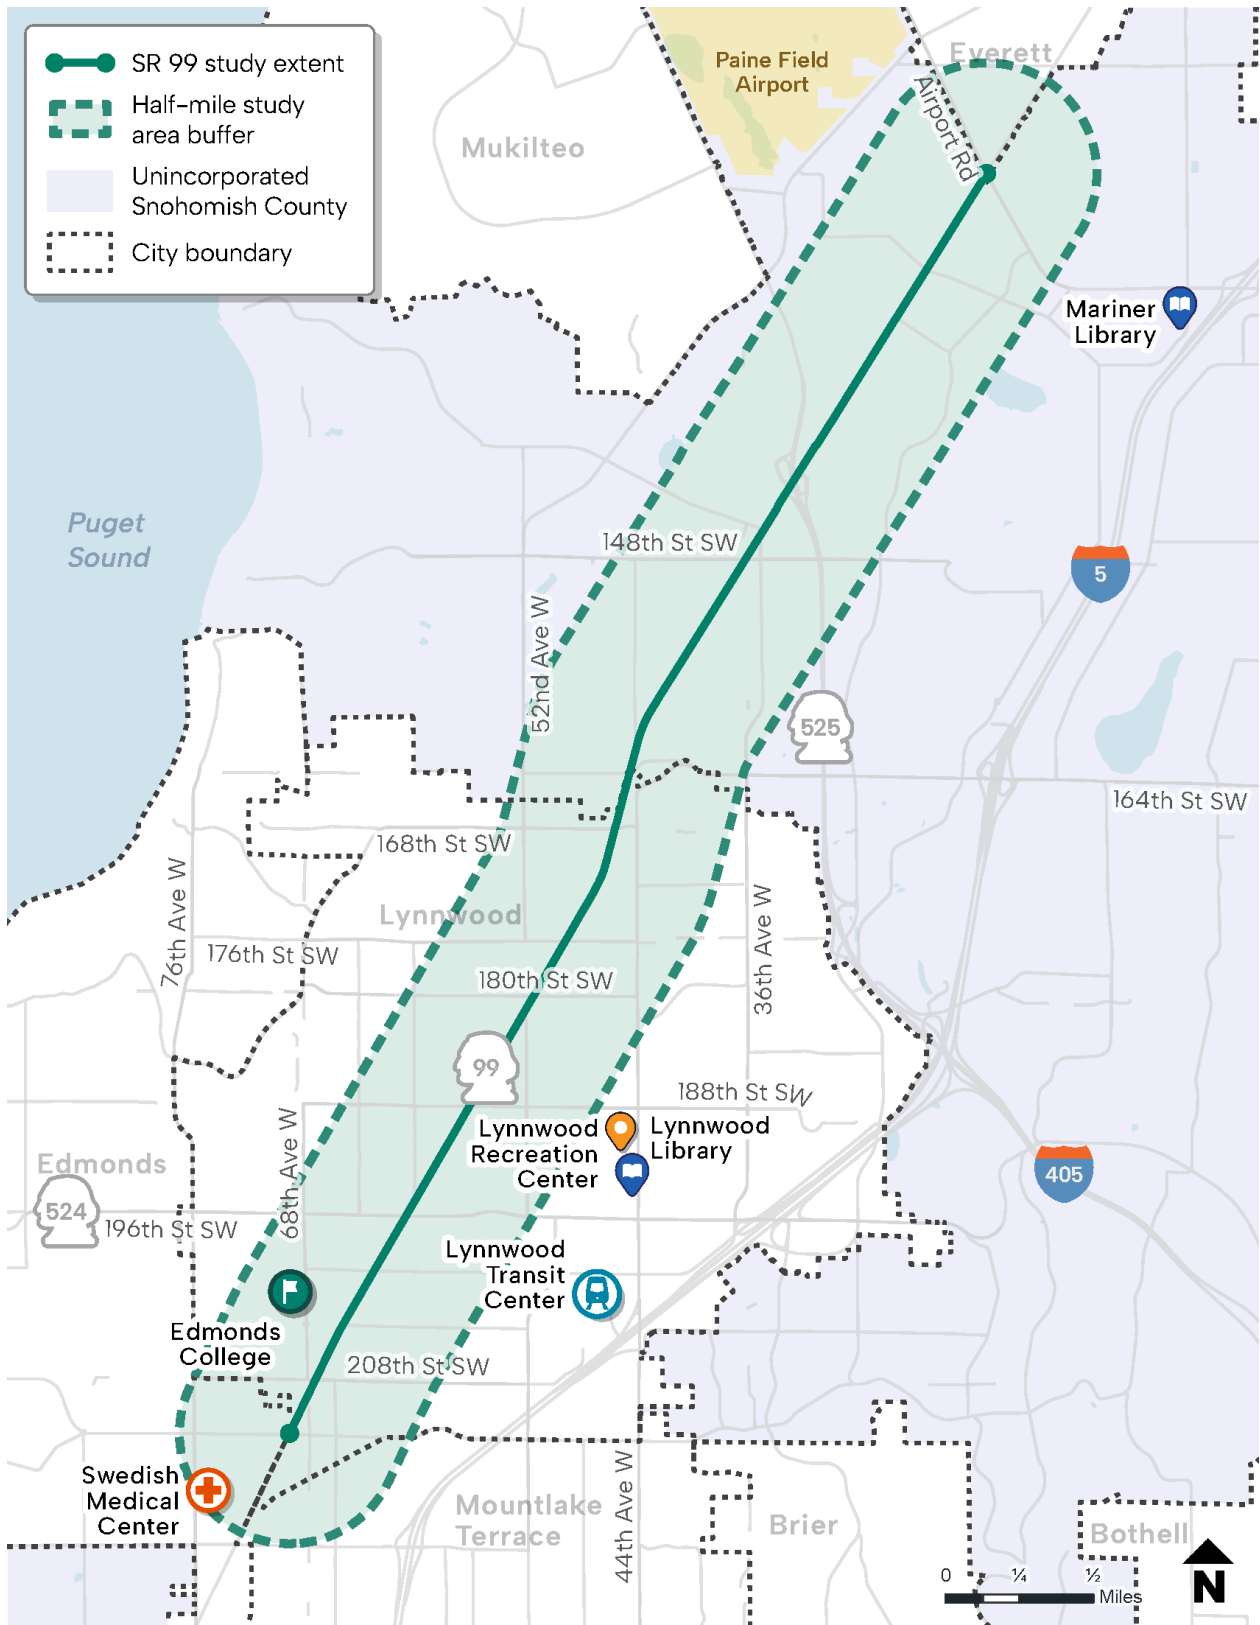 SR 99 study extent
Half-mile study
area buffer
Unincorporated
Snohomish County
City boundary
Paine Field
Airport
Everett
Airport Rd
Mukilteo
Mariner
Library
Puget
Sound
148th St SW
5
52nd Ave W
525
164th St SW
168th St SW
76th Ave W
Lynnwood
36th Ave W
176th St SW
180th St SW
99
188th St SW
Lynnwood
Recreation
Center
Lynnwood
Library
68th Ave W
Edmonds
405
524
196th St SW
Lynnwood
Transit
Center
Edmonds
College
208th St SW
Swedish
Medical
Center
44th Ave W
Mountlake
Terrace
Brier
Bothell
0 ¼ ½
Miles
N